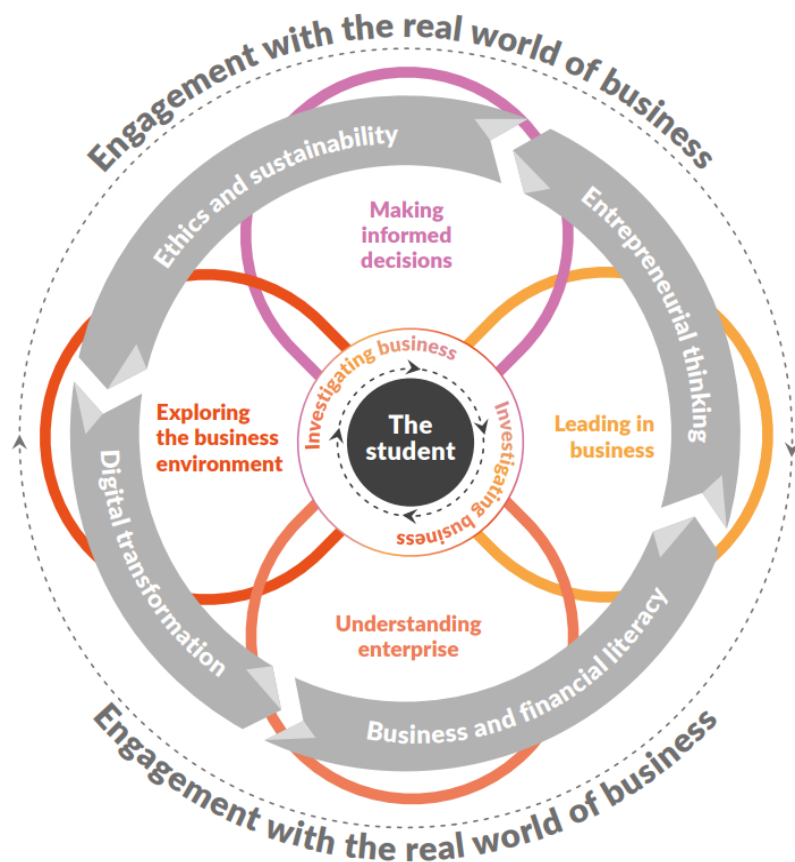 Engagement with the real world of business
Ethics and sustainability
Entrepreneurial thinking
Making
informed
decisions
Investigating business
Investigating business
The
student
Exploring
the business
environment
Leading in
business
Digital transformation
Understanding
enterprise
Business and financial literacy
Engagement with the real world of business